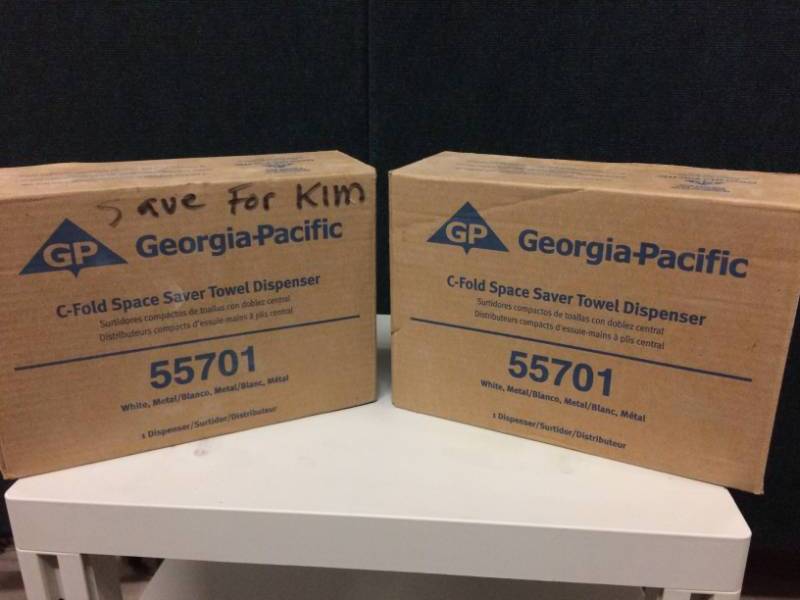 Save For Kim
GP Georgia-Pacific
C-Fold Space Saver Towel Dispenser
Surtidores compactos de toallas con doblez central
Distributeurs compacts d'essuie-mains à plis central
55701
White, Metal/Blanco, Metal/Blanc, Métal
1 Dispenser/Surtidor/Distributeur
GP Georgia-Pacific
C-Fold Space Saver Towel Dispenser
Surtidores compactos de toallas con doblez central
Distributeurs compacts d'essuie-mains à plis central
55701
White, Metal/Blanco, Metal/Blanc, Métal
1 Dispenser/Surtidor/Distributeur